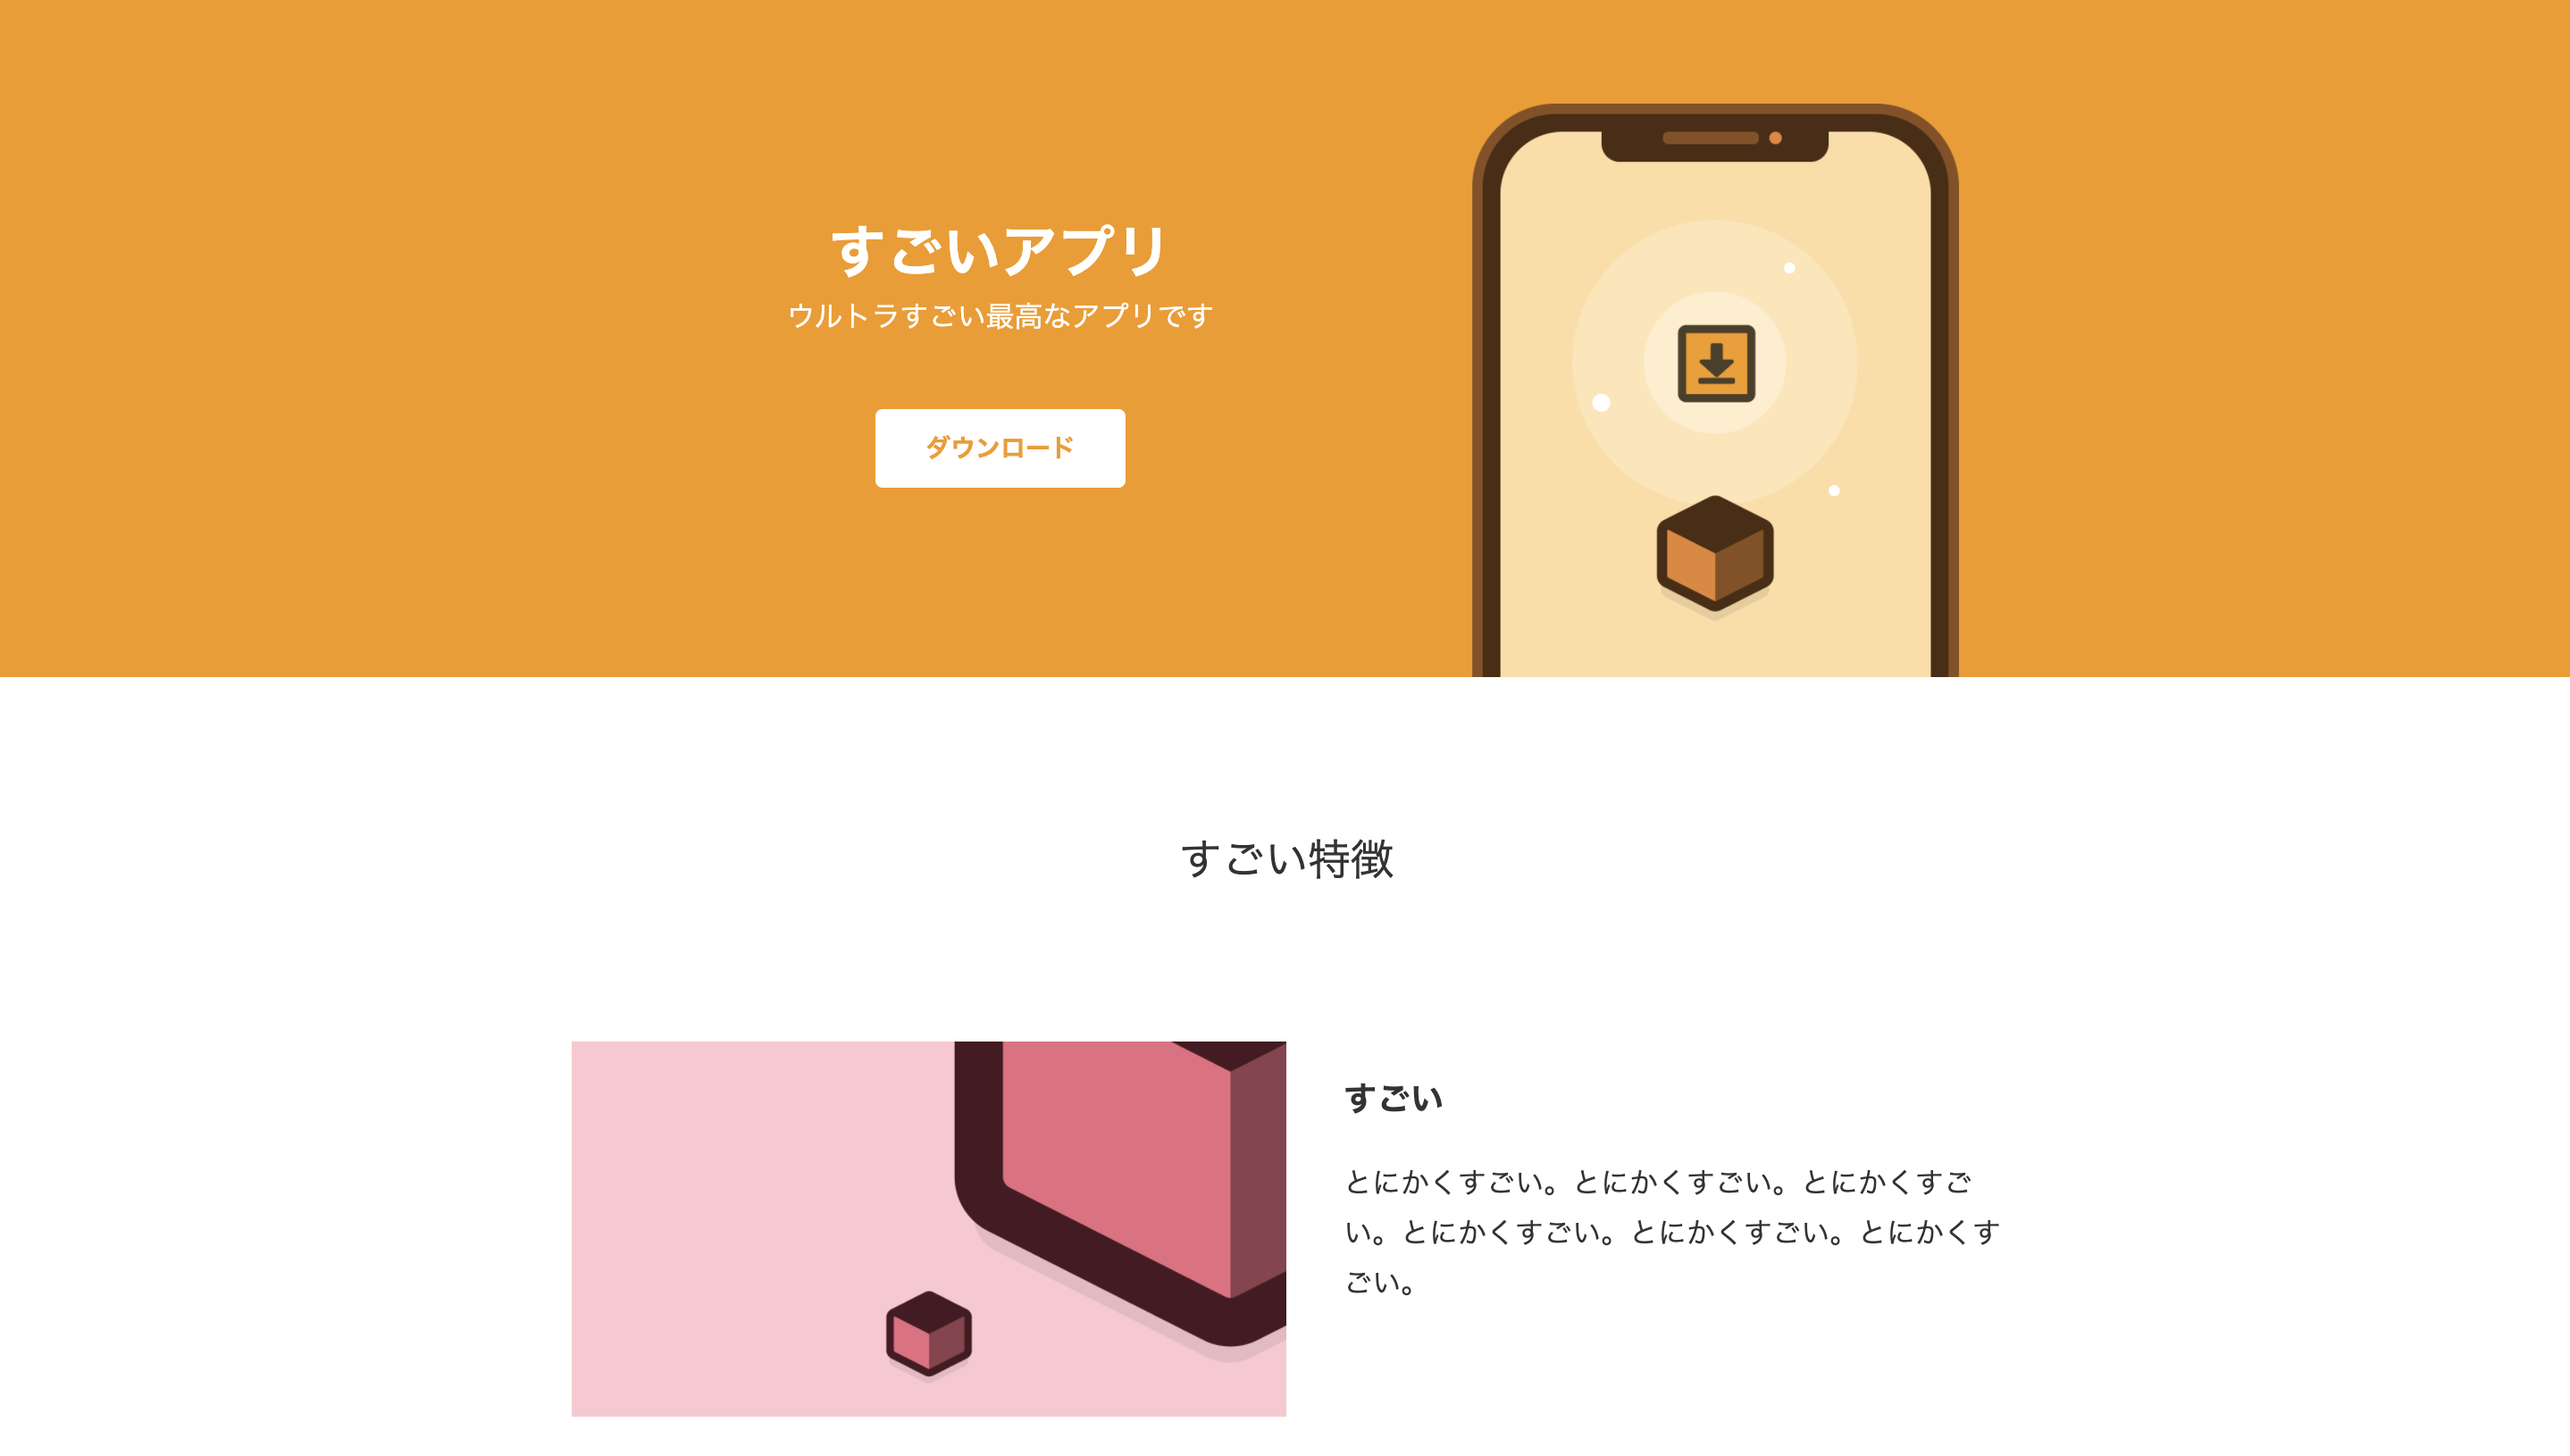 すごいアプリ
ウルトラすごい最高なアプリです
ダウンロード
すごい特徴
すごい
とにかくすごい。とにかくすごい。とにかくすご
い。とにかくすごい。とにかくすごい。とにかくす
ごい。